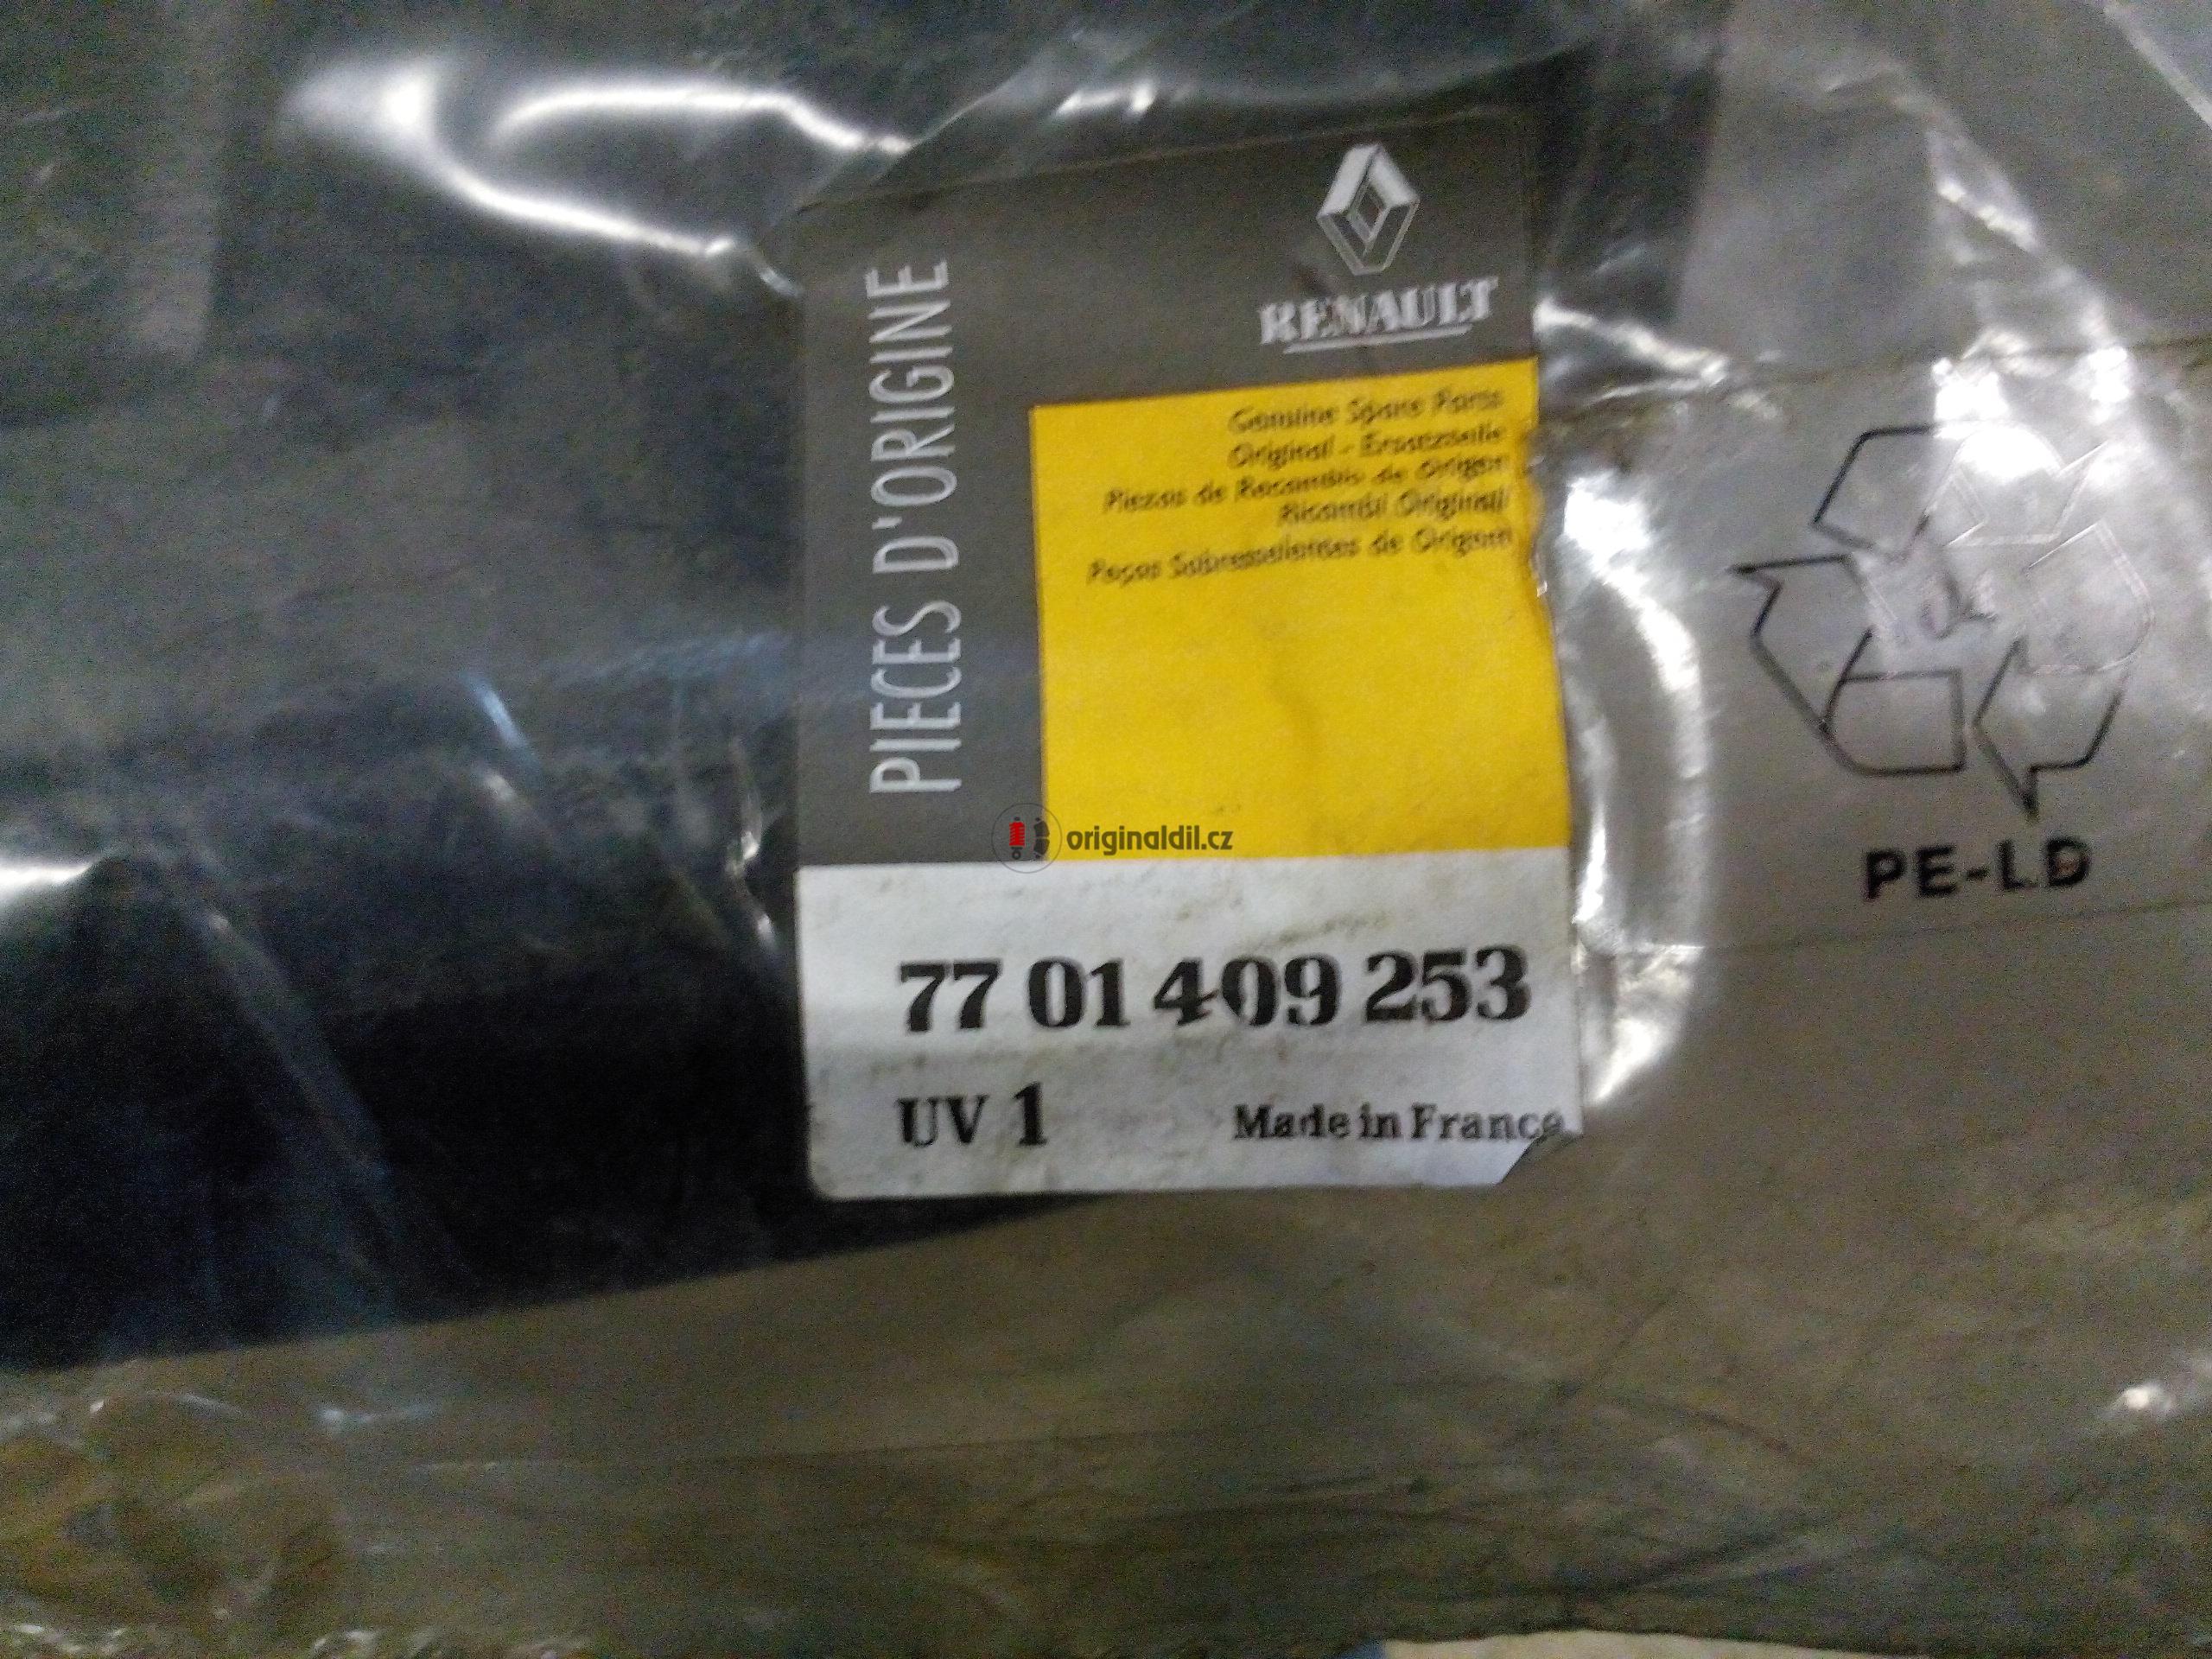 RENAULT
PIECES D'ORIGINE
Genuine Spare Parts
Original - Ersatzteile
Piezas de Recambio de Origen
Ricambi Originali
Peças Sobresselentes de Origem
originaldil.cz
77 01 409 253
UV 1 Made in France
PE-LD